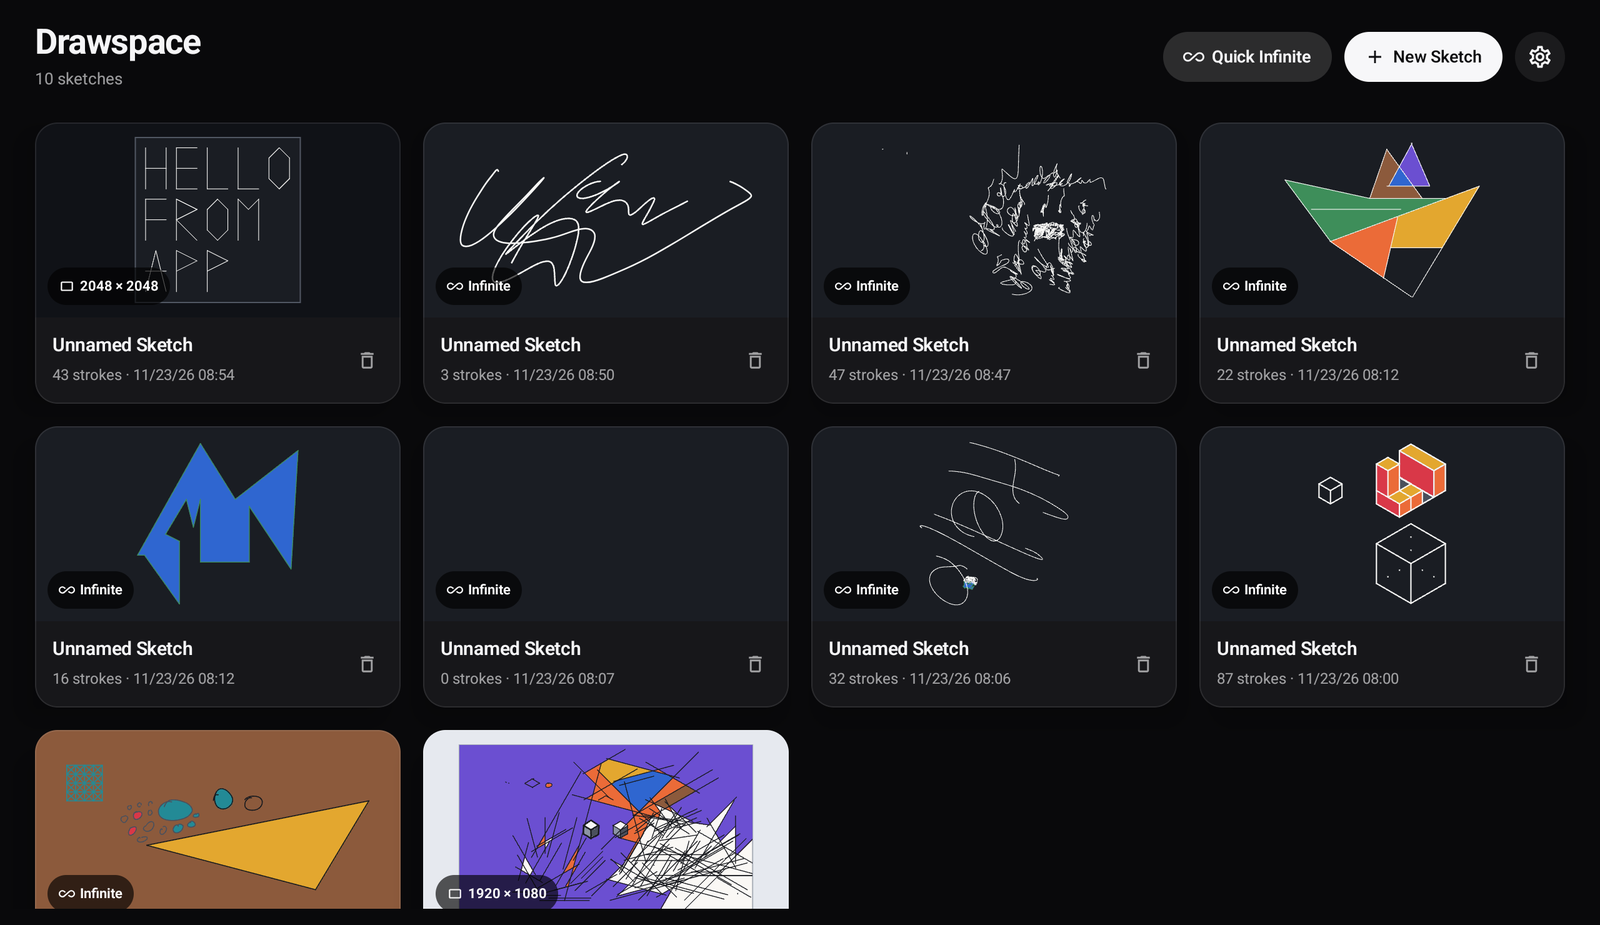 Drawspace
10 sketches
Quick Infinite
New Sketch
HELLO
FROM
APP
2048 × 2048
Infinite
Infinite
Infinite
Unnamed Sketch
43 strokes · 11/23/26 08:54
Unnamed Sketch
3 strokes · 11/23/26 08:50
Unnamed Sketch
47 strokes · 11/23/26 08:47
Unnamed Sketch
22 strokes · 11/23/26 08:12
Infinite
Infinite
Infinite
Infinite
Unnamed Sketch
16 strokes · 11/23/26 08:12
Unnamed Sketch
0 strokes · 11/23/26 08:07
Unnamed Sketch
32 strokes · 11/23/26 08:06
Unnamed Sketch
87 strokes · 11/23/26 08:00
Infinite
1920 × 1080